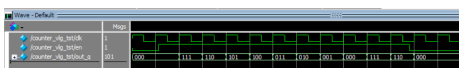 Wave - Default
Msgs
/counter_vlg_tst/clk 1
/counter_vlg_tst/en 1
/counter_vlg_tst/out_q 101 000 111 110 101 100 011 010 001 111 110 000